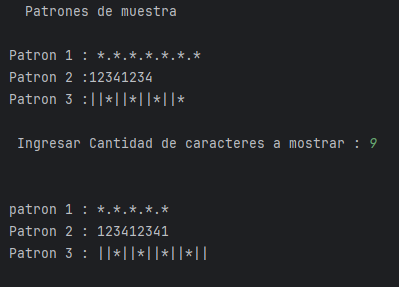 Patrones de muestra
Patron 1 : *.*.*.*.*.*.*
Patron 2 :12341234
Patron 3 :||*||*||*||*
Ingresar Cantidad de caracteres a mostrar : 9
patron 1 : *.*.*.*.*
Patron 2 : 123412341
Patron 3 : ||*||*||*||*||